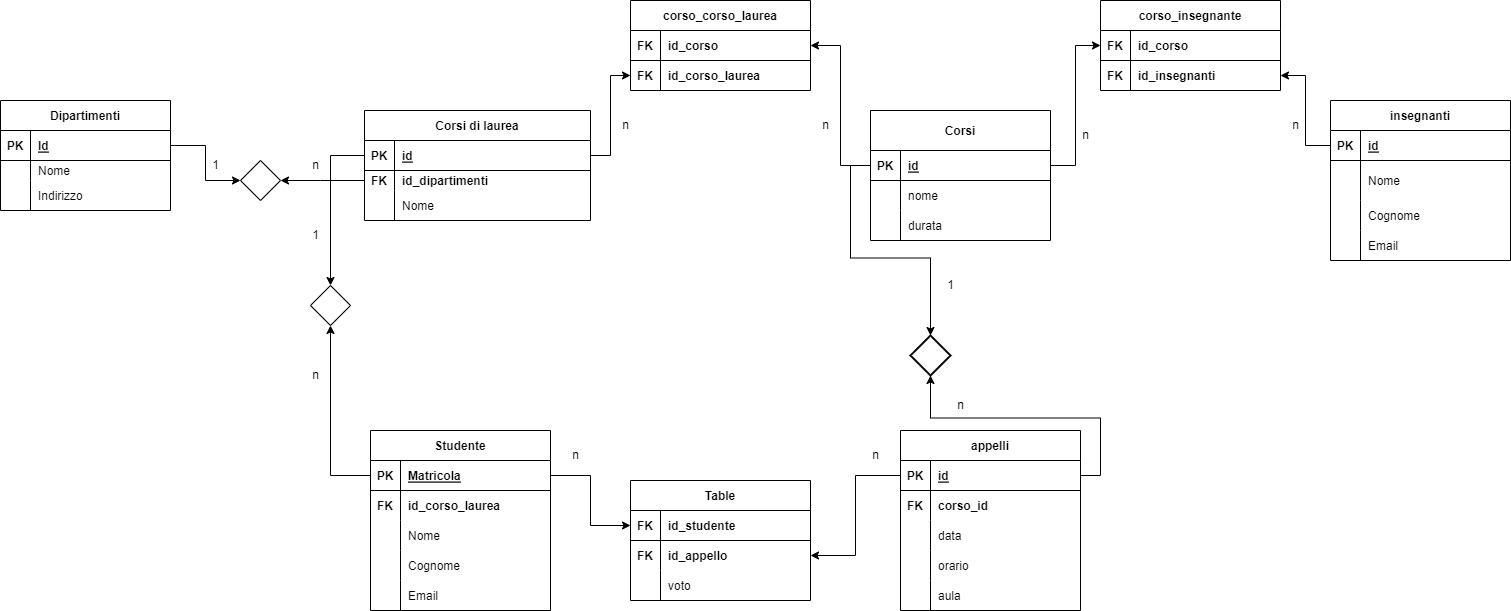 corso_corso_laurea
FK id_corso
FK id_corso_laurea
corso_insegnante
FK id_corso
FK id_insegnanti
Dipartimenti
PK Id
Nome
Indirizzo
1
n
Corsi di laurea
PK id
FK id_dipartimenti
Nome
n
n
Corsi
PK id
nome
durata
n
n
insegnanti
PK id
Nome
Cognome
Email
1
n
1
n
Studente
PK Matricola
FK id_corso_laurea
Nome
Cognome
Email
n
Table
FK id_studente
FK id_appello
voto
n
appelli
PK id
FK corso_id
data
orario
aula